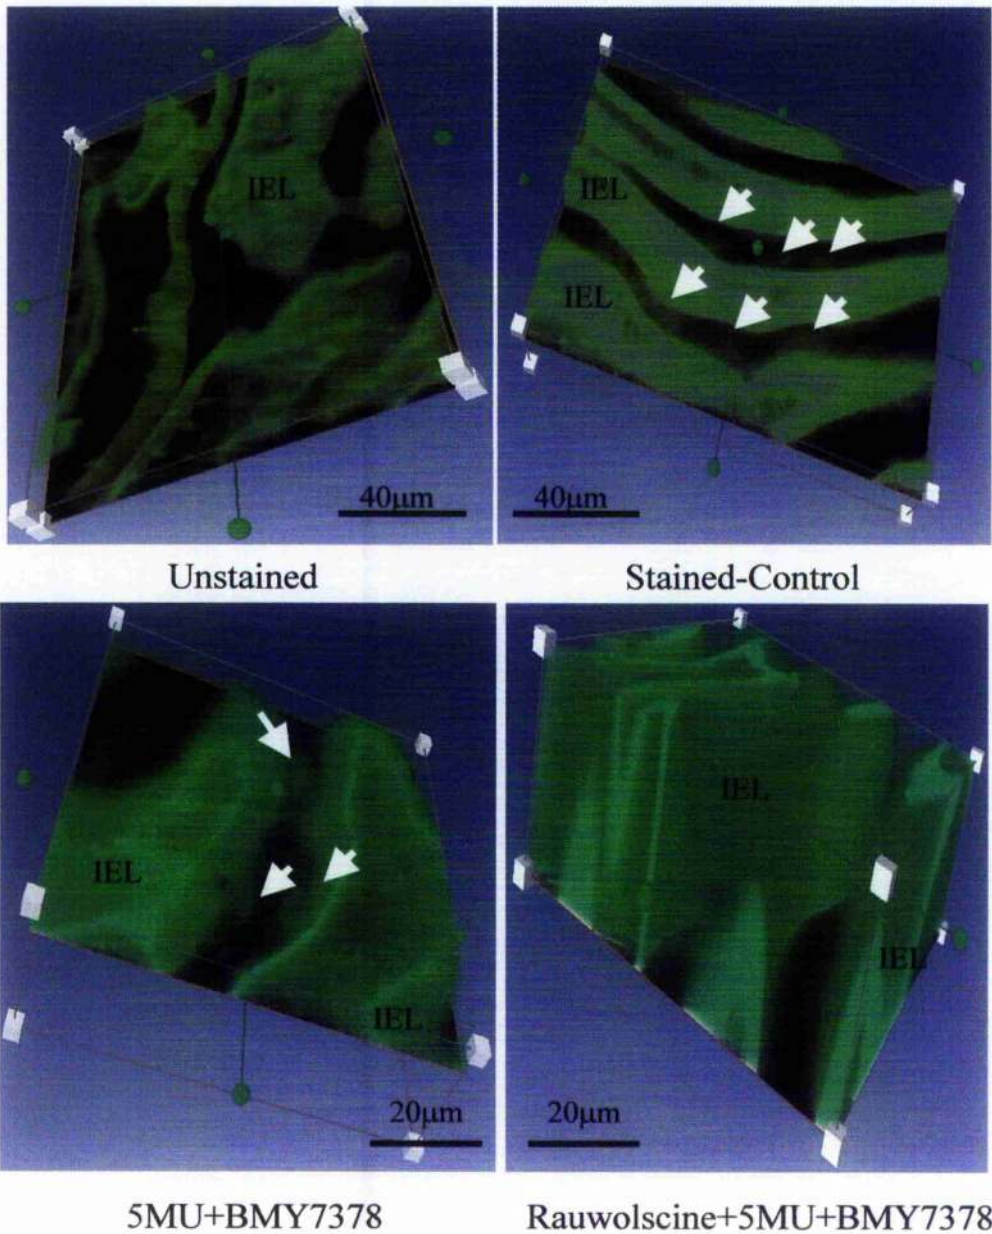 IEL
IEL
IEL
40µm
40µm
Unstained
Stained-Control
IEL
IEL
IEL
IEL
20µm
20µm
5MU+BMY7378
Rauwolscine+5MU+BMY7378